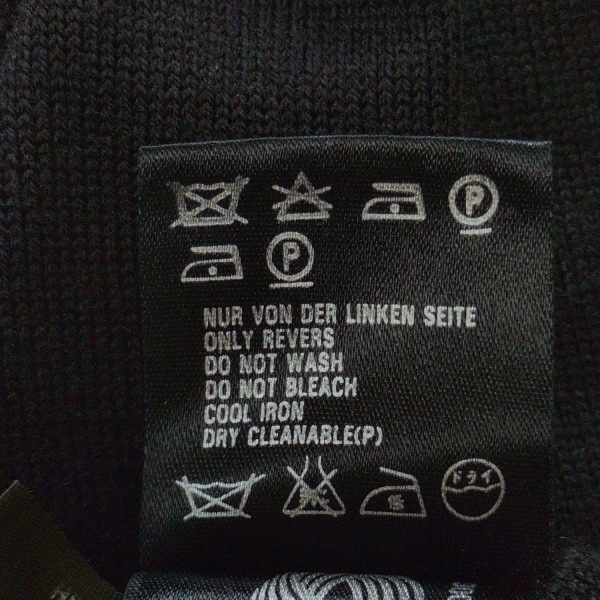 P
P
NUR VON DER LINKEN SEITE
ONLY REVERS
DO NOT WASH
DO NOT BLEACH
COOL IRON
DRY CLEANABLE(P)
ドライ